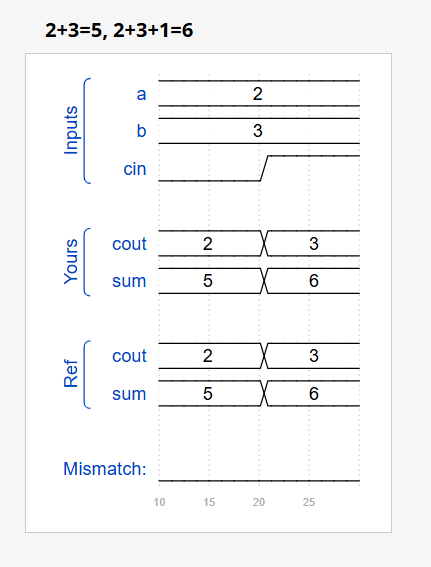 2+3=5, 2+3+1=6
Inputs
a 2
b 3
cin
Yours
cout 2 3
sum 5 6
Ref
cout 2 3
sum 5 6
Mismatch:
10 15 20 25